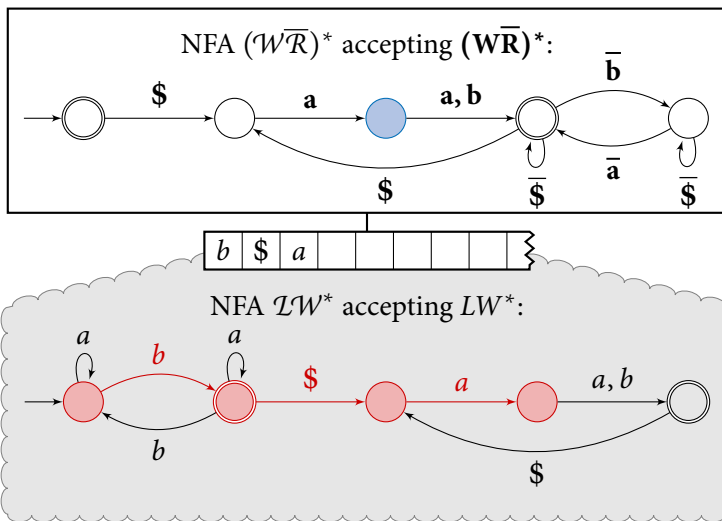 NFA (𝒲ℛ̅)* accepting (𝐖𝐑̅)*:
$ a a, b b̅
$ $̅ a̅ $̅
b $ a
NFA ℒ𝒲* accepting LW*:
a b a $ a a, b
b $